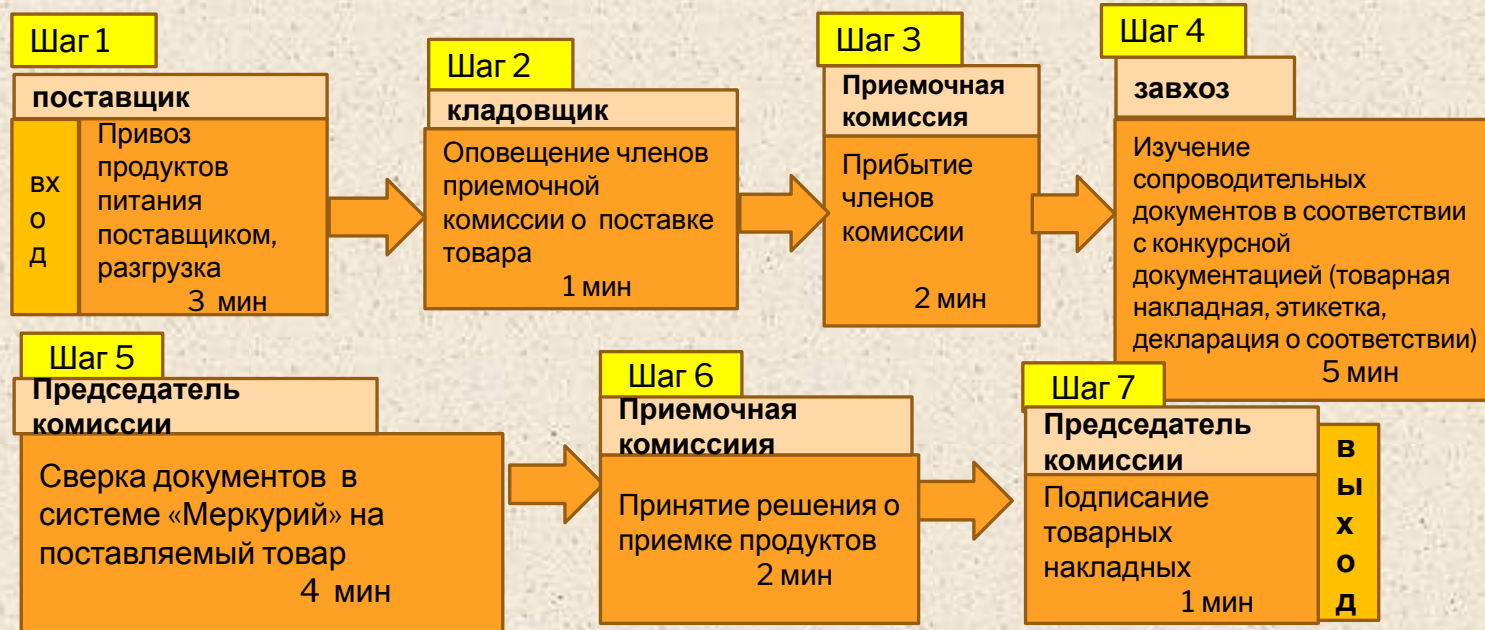 Шаг 1
поставщик
вх
о
д
Привоз
продуктов
питания
поставщиком,
разгрузка
3 мин
Шаг 2
кладовщик
Оповещение членов
приемочной
комиссии о поставке
товара
1 мин
Шаг 3
Приемочная
комиссия
Прибытие
членов
комиссии
2 мин
Шаг 4
завхоз
Изучение
сопроводительных
документов в соответствии
с конкурсной
документацией (товарная
накладная, этикетка,
декларация о соответствии)
5 мин
Шаг 5
Председатель
комиссии
Сверка документов в
системе «Меркурий» на
поставляемый товар
4 мин
Шаг 6
Приемочная
комиссиия
Принятие решения о
приемке продуктов
2 мин
Шаг 7
Председатель
комиссии
Подписание
товарных
накладных
1 мин
в
ы
х
о
д